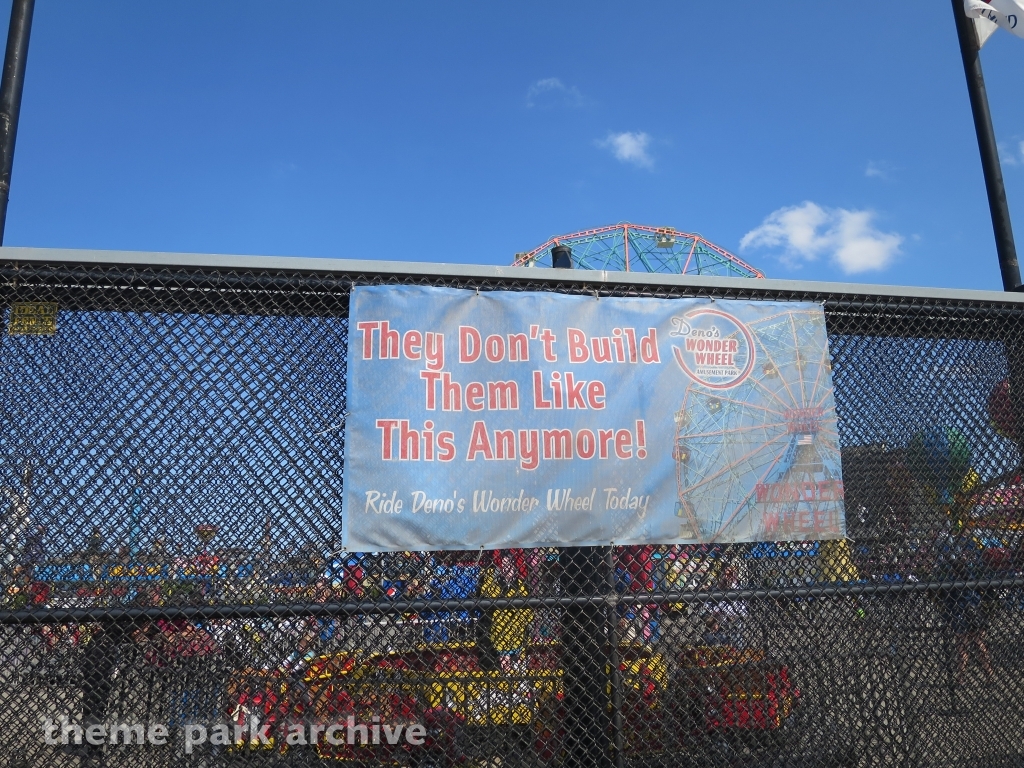 IDEAL
They Don't Build
Them Like
This Anymore!
Ride Deno's Wonder Wheel Today
Deno's
WONDER
WHEEL
AMUSEMENT PARK
WONDER
WHEEL
theme park archive